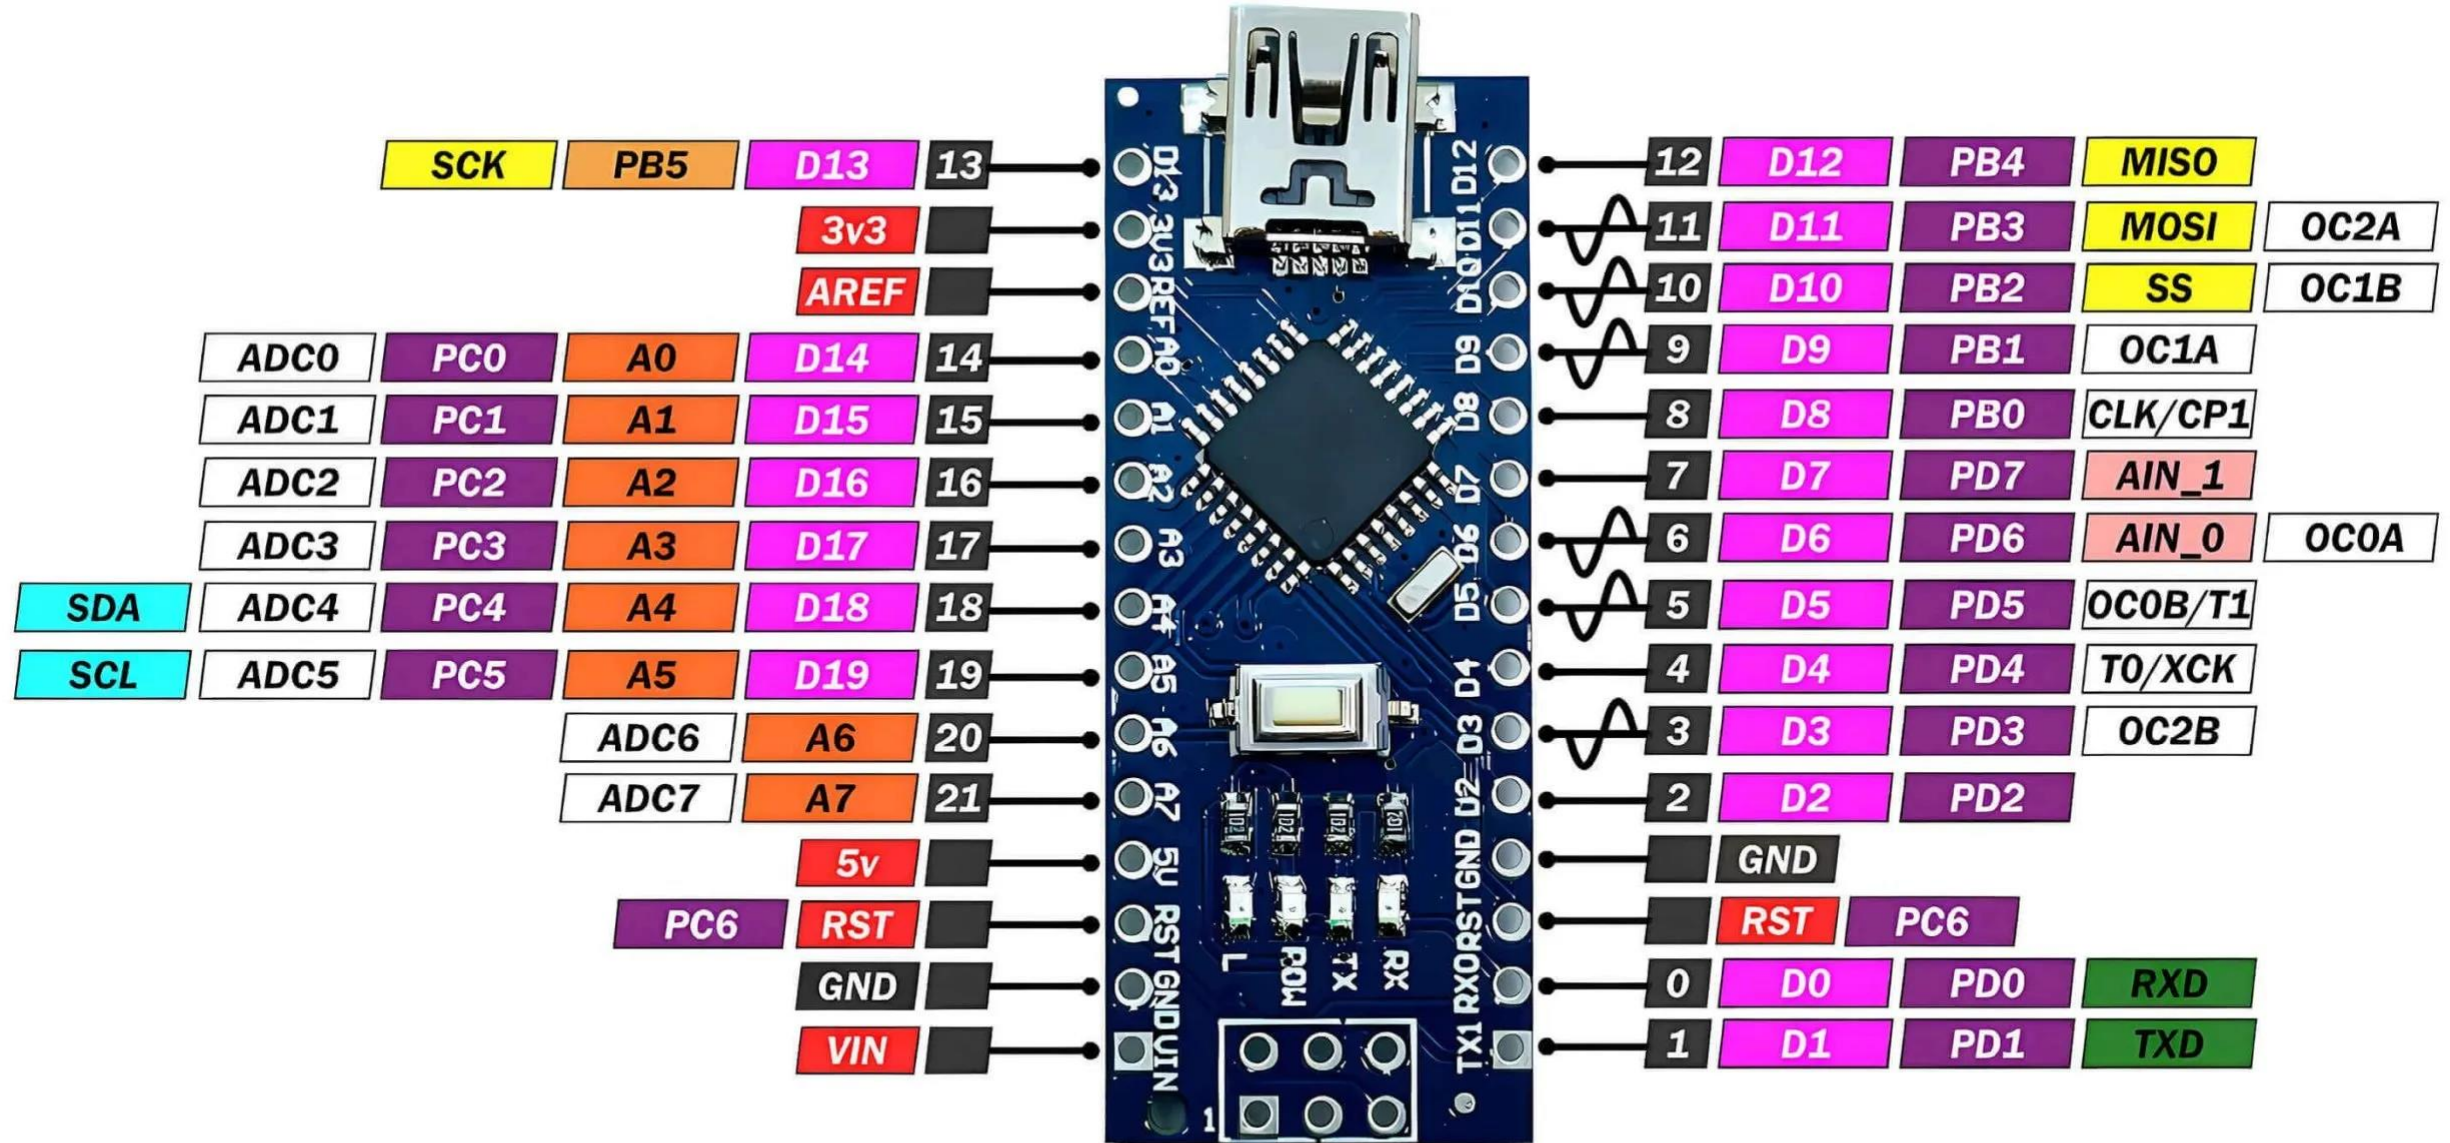 SCK PB5 D13 13
3v3
AREF
ADC0 PC0 A0 D14 14
ADC1 PC1 A1 D15 15
ADC2 PC2 A2 D16 16
ADC3 PC3 A3 D17 17
SDA ADC4 PC4 A4 D18 18
SCL ADC5 PC5 A5 D19 19
ADC6 A6 20
ADC7 A7 21
5v
PC6 RST
GND
VIN
D13
3V3
REF
A0
A1
A2
A3
A4
A5
A6
A7
5V
RST
GND
VIN
L
POW
TX
RX
1
D12
D11
D10
D9
D8
D7
D6
D5
D4
D3
D2
GND
RST
RX0
TX1
12 D12 PB4 MISO
11 D11 PB3 MOSI OC2A
10 D10 PB2 SS OC1B
9 D9 PB1 OC1A
8 D8 PB0 CLK/CP1
7 D7 PD7 AIN_1
6 D6 PD6 AIN_0 OC0A
5 D5 PD5 OC0B/T1
4 D4 PD4 T0/XCK
3 D3 PD3 OC2B
2 D2 PD2
GND
RST PC6
0 D0 PD0 RXD
1 D1 PD1 TXD